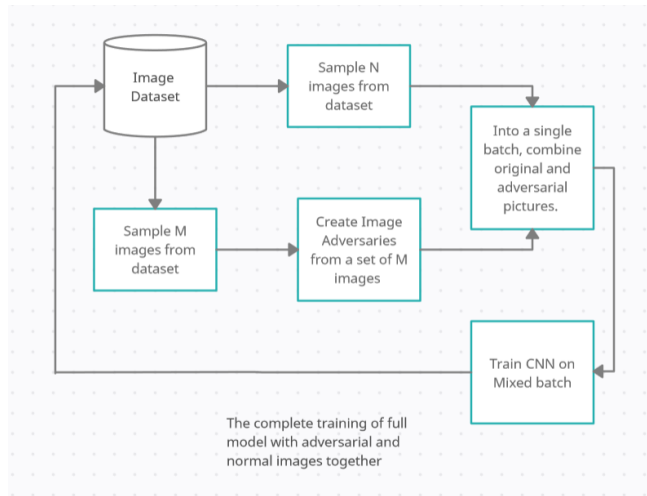 Image
Dataset
Sample N
images from
dataset
Into a single
batch, combine
original and
adversarial
pictures.
Sample M
images from
dataset
Create Image
Adversaries
from a set of M
images
Train CNN on
Mixed batch
The complete training of full
model with adversarial and
normal images together